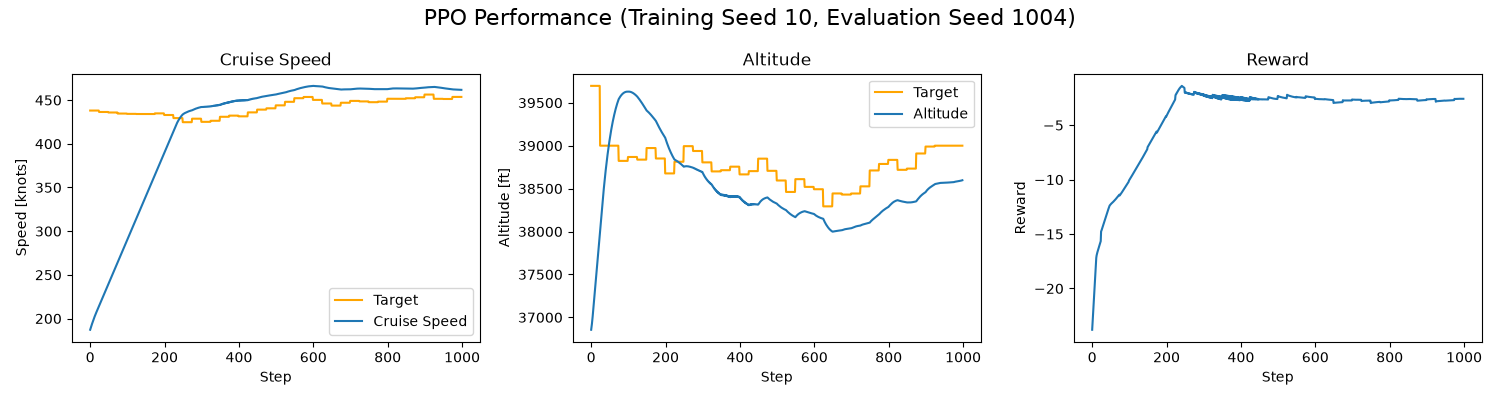 PPO Performance (Training Seed 10, Evaluation Seed 1004)
Cruise Speed
Speed [knots]
450
400
350
300
250
200
Target
Cruise Speed
0 200 400 600 800 1000
Step
Altitude
Altitude [ft]
39500
39000
38500
38000
37500
37000
Target
Altitude
0 200 400 600 800 1000
Step
Reward
Reward
−5
−10
−15
−20
0 200 400 600 800 1000
Step